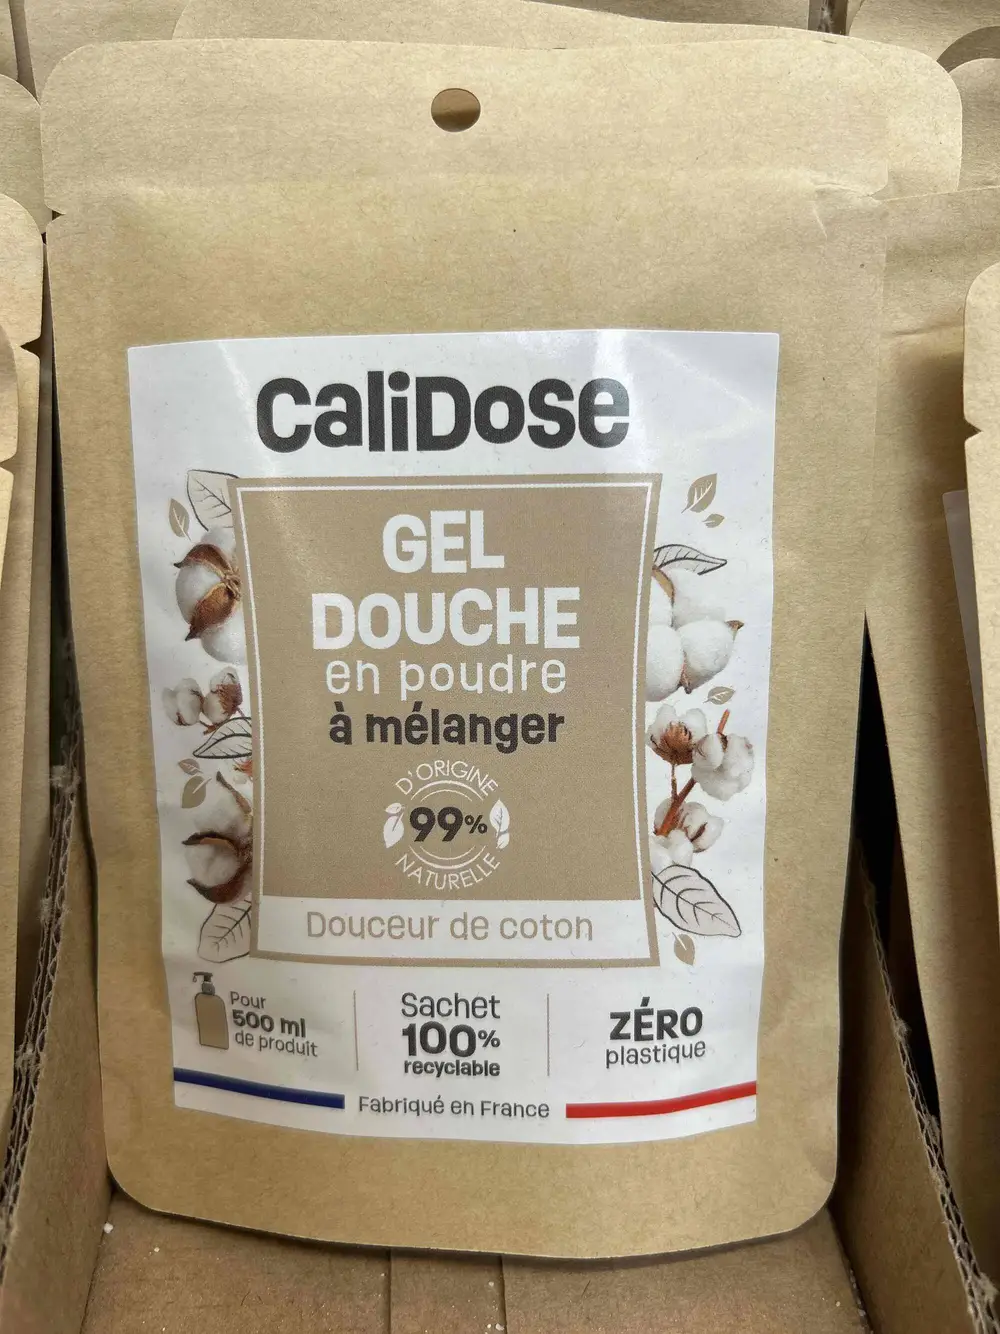 CaliDose
GEL
DOUCHE
en poudre
à mélanger
D'ORIGINE
99%
NATURELLE
Douceur de coton
Pour
500 ml
de produit
Sachet
100%
recyclable
ZÉRO
plastique
Fabriqué en France